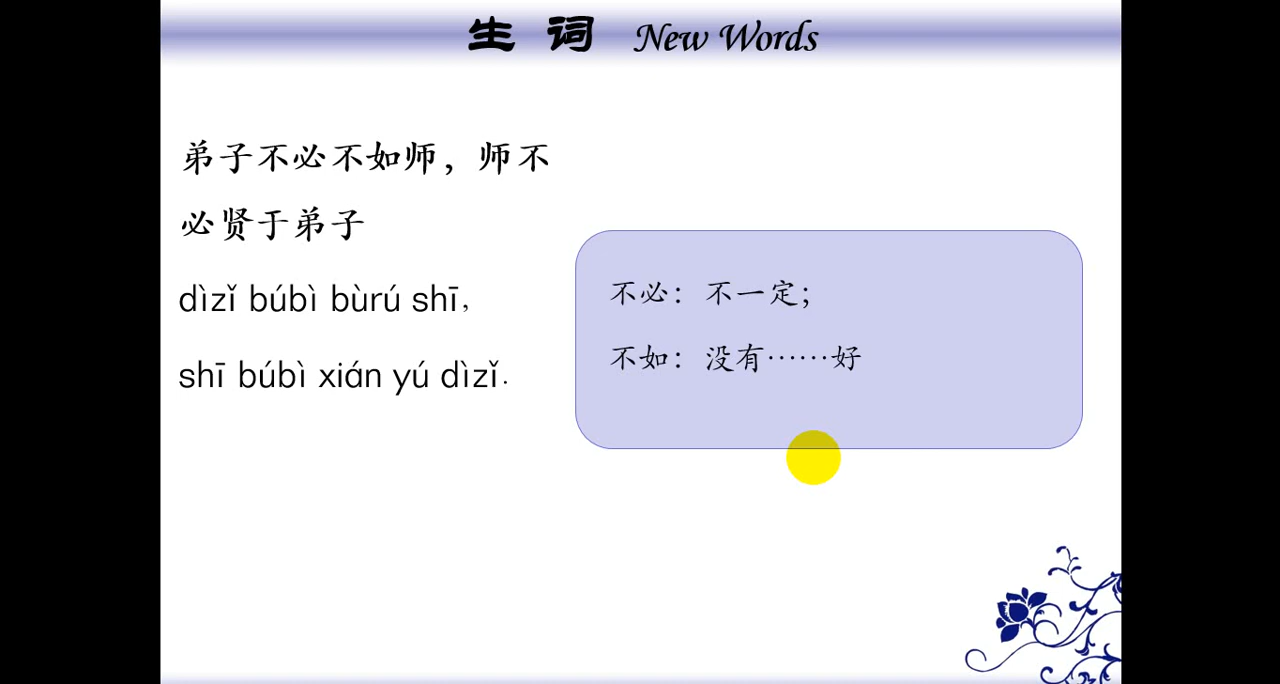 生 词 New Words
弟子不必不如师，师不
必贤于弟子
dìzǐ búbì bùrú shī,
shī búbì xián yú dìzǐ.
不必：不一定；
不如：没有……好